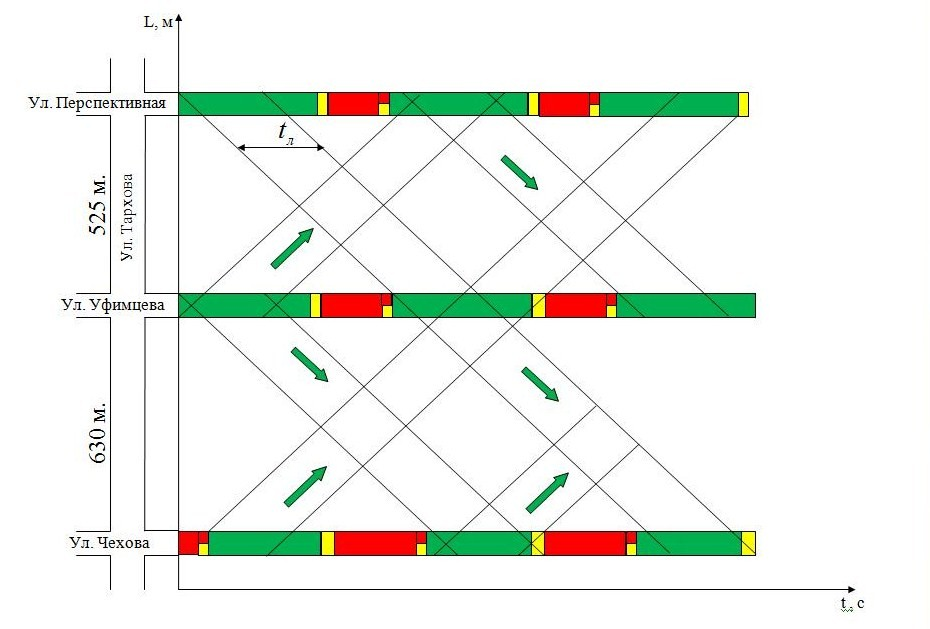 L, м
Ул. Перспективная
tл
525 м.
Ул. Тархова
Ул. Уфимцева
630 м.
Ул. Чехова
t, с